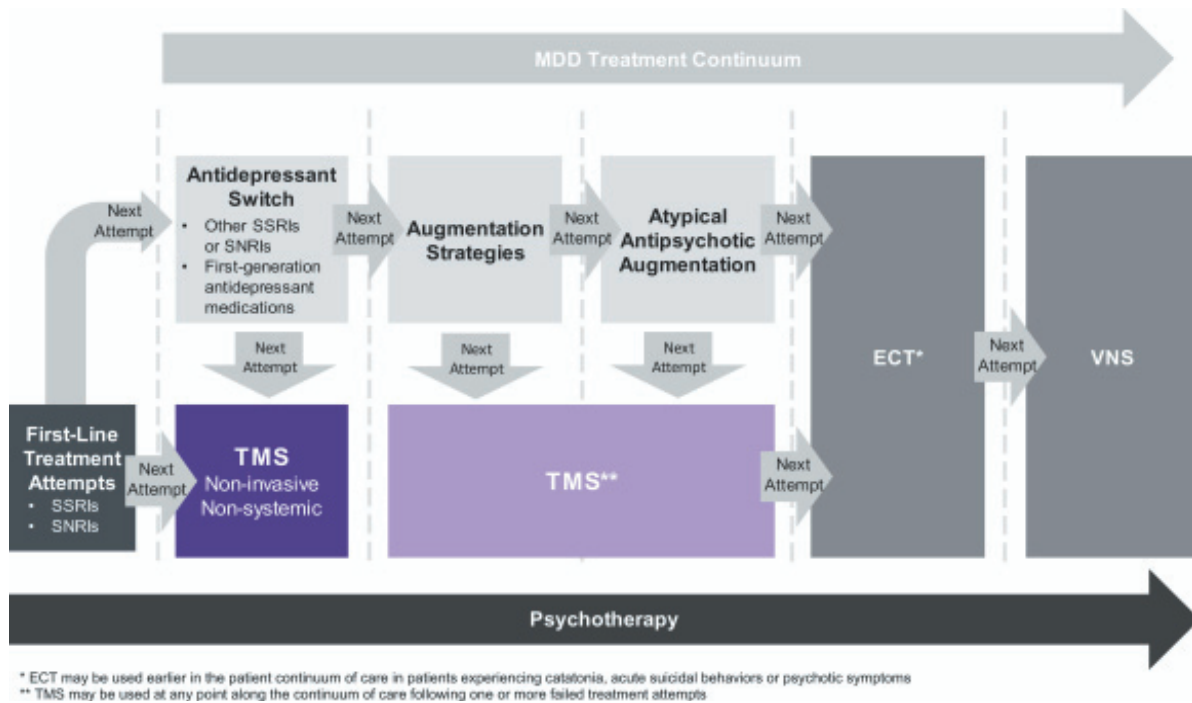 MDD Treatment Continuum
Antidepressant
Switch
• Other SSRIs
or SNRIs
• First-generation
antidepressant
medications
Next
Attempt
Next
Attempt
Augmentation
Strategies
Next
Attempt
Atypical
Antipsychotic
Augmentation
Next
Attempt
Next
Attempt
Next
Attempt
Next
Attempt
ECT*
Next
Attempt
VNS
First-Line
Treatment
Attempts
• SSRIs
• SNRIs
Next
Attempt
TMS
Non-invasive
Non-systemic
TMS**
Next
Attempt
Psychotherapy
* ECT may be used earlier in the patient continuum of care in patients experiencing catatonia, acute suicidal behaviors or psychotic symptoms
** TMS may be used at any point along the continuum of care following one or more failed treatment attempts